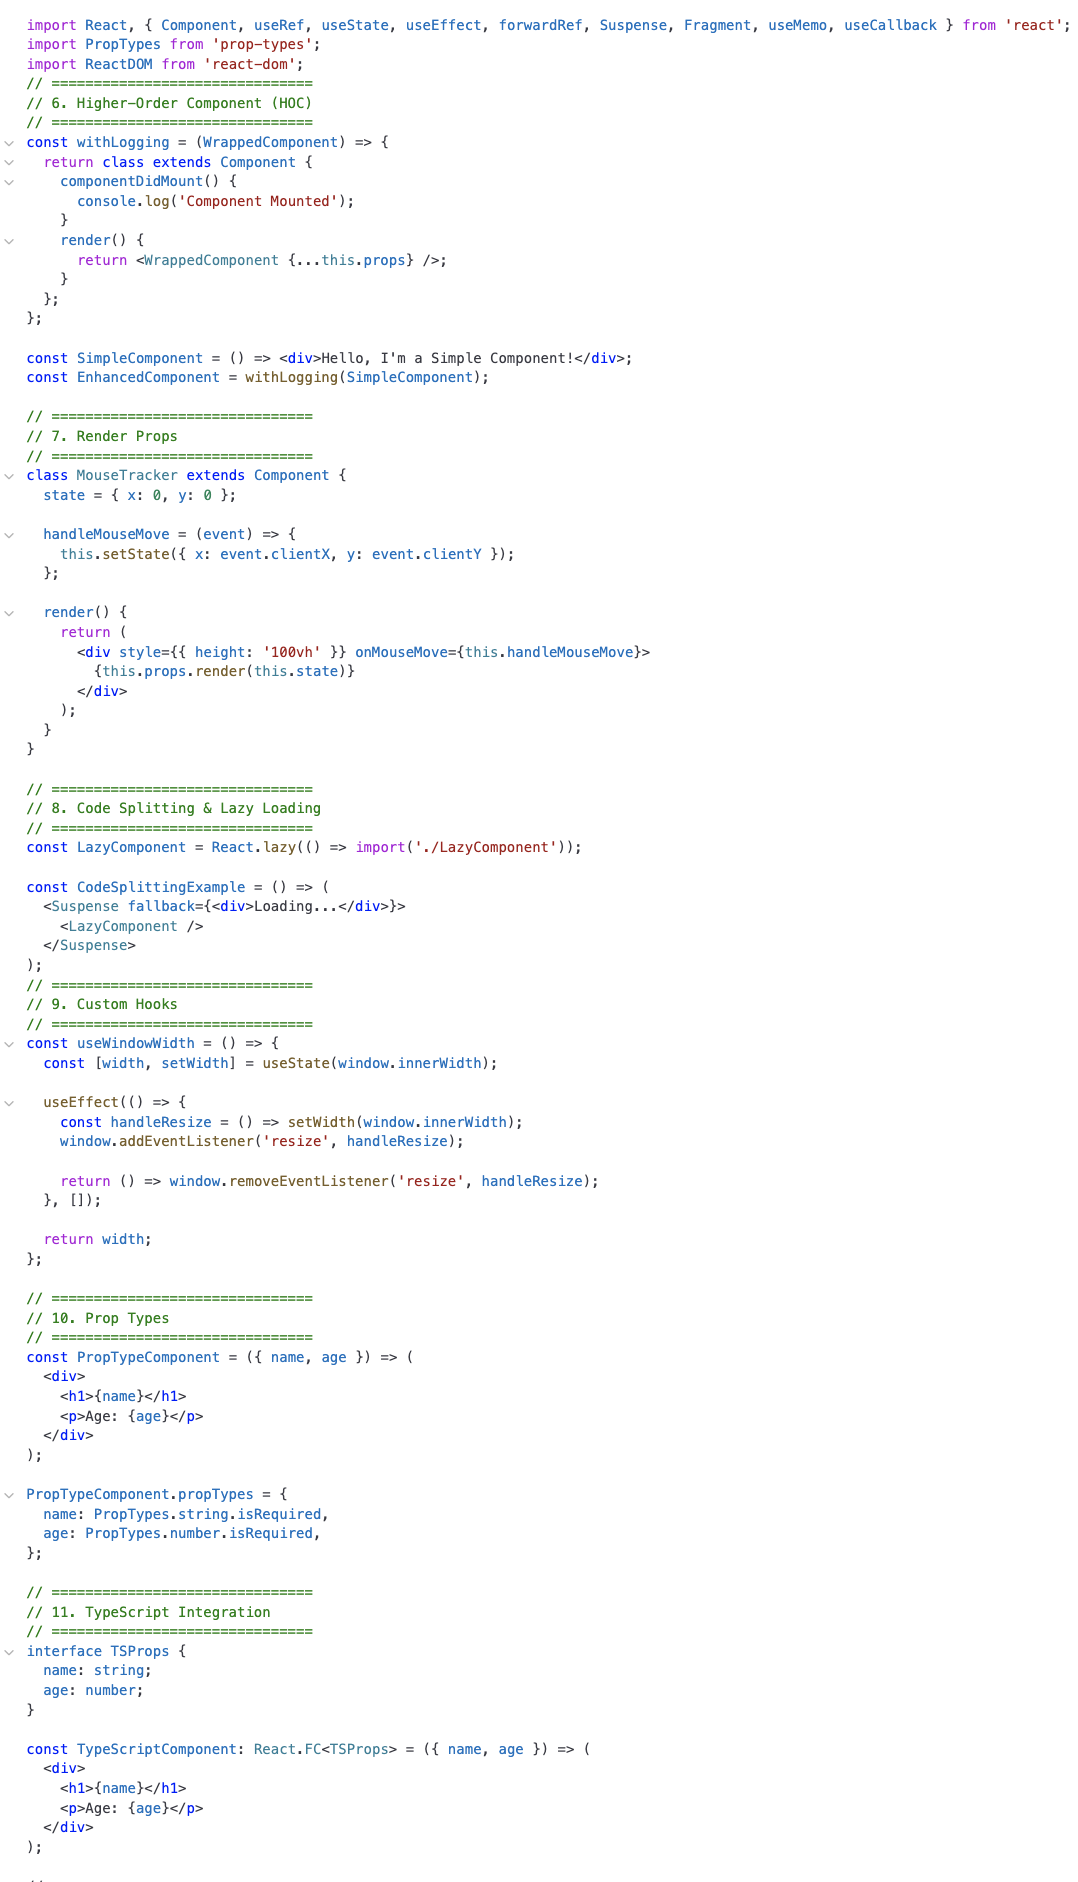 import React, { Component, useRef, useState, useEffect, forwardRef, Suspense, Fragment, useMemo, useCallback } from 'react';
import PropTypes from 'prop-types';
import ReactDOM from 'react-dom';
// ===============================
// 6. Higher-Order Component (HOC)
// ===============================
const withLogging = (WrappedComponent) => {
  return class extends Component {
    componentDidMount() {
      console.log('Component Mounted');
    }
    render() {
      return <WrappedComponent {...this.props} />;
    }
  };
};

const SimpleComponent = () => <div>Hello, I'm a Simple Component!</div>;
const EnhancedComponent = withLogging(SimpleComponent);

// ===============================
// 7. Render Props
// ===============================
class MouseTracker extends Component {
  state = { x: 0, y: 0 };

  handleMouseMove = (event) => {
    this.setState({ x: event.clientX, y: event.clientY });
  };

  render() {
    return (
      <div style={{ height: '100vh' }} onMouseMove={this.handleMouseMove}>
        {this.props.render(this.state)}
      </div>
    );
  }
}

// ===============================
// 8. Code Splitting & Lazy Loading
// ===============================
const LazyComponent = React.lazy(() => import('./LazyComponent'));

const CodeSplittingExample = () => (
  <Suspense fallback={<div>Loading...</div>}>
    <LazyComponent />
  </Suspense>
);
// ===============================
// 9. Custom Hooks
// ===============================
const useWindowWidth = () => {
  const [width, setWidth] = useState(window.innerWidth);

  useEffect(() => {
    const handleResize = () => setWidth(window.innerWidth);
    window.addEventListener('resize', handleResize);

    return () => window.removeEventListener('resize', handleResize);
  }, []);

  return width;
};

// ===============================
// 10. Prop Types
// ===============================
const PropTypeComponent = ({ name, age }) => (
  <div>
    <h1>{name}</h1>
    <p>Age: {age}</p>
  </div>
);

PropTypeComponent.propTypes = {
  name: PropTypes.string.isRequired,
  age: PropTypes.number.isRequired,
};

// ===============================
// 11. TypeScript Integration
// ===============================
interface TSProps {
  name: string;
  age: number;
}

const TypeScriptComponent: React.FC<TSProps> = ({ name, age }) => (
  <div>
    <h1>{name}</h1>
    <p>Age: {age}</p>
  </div>
);